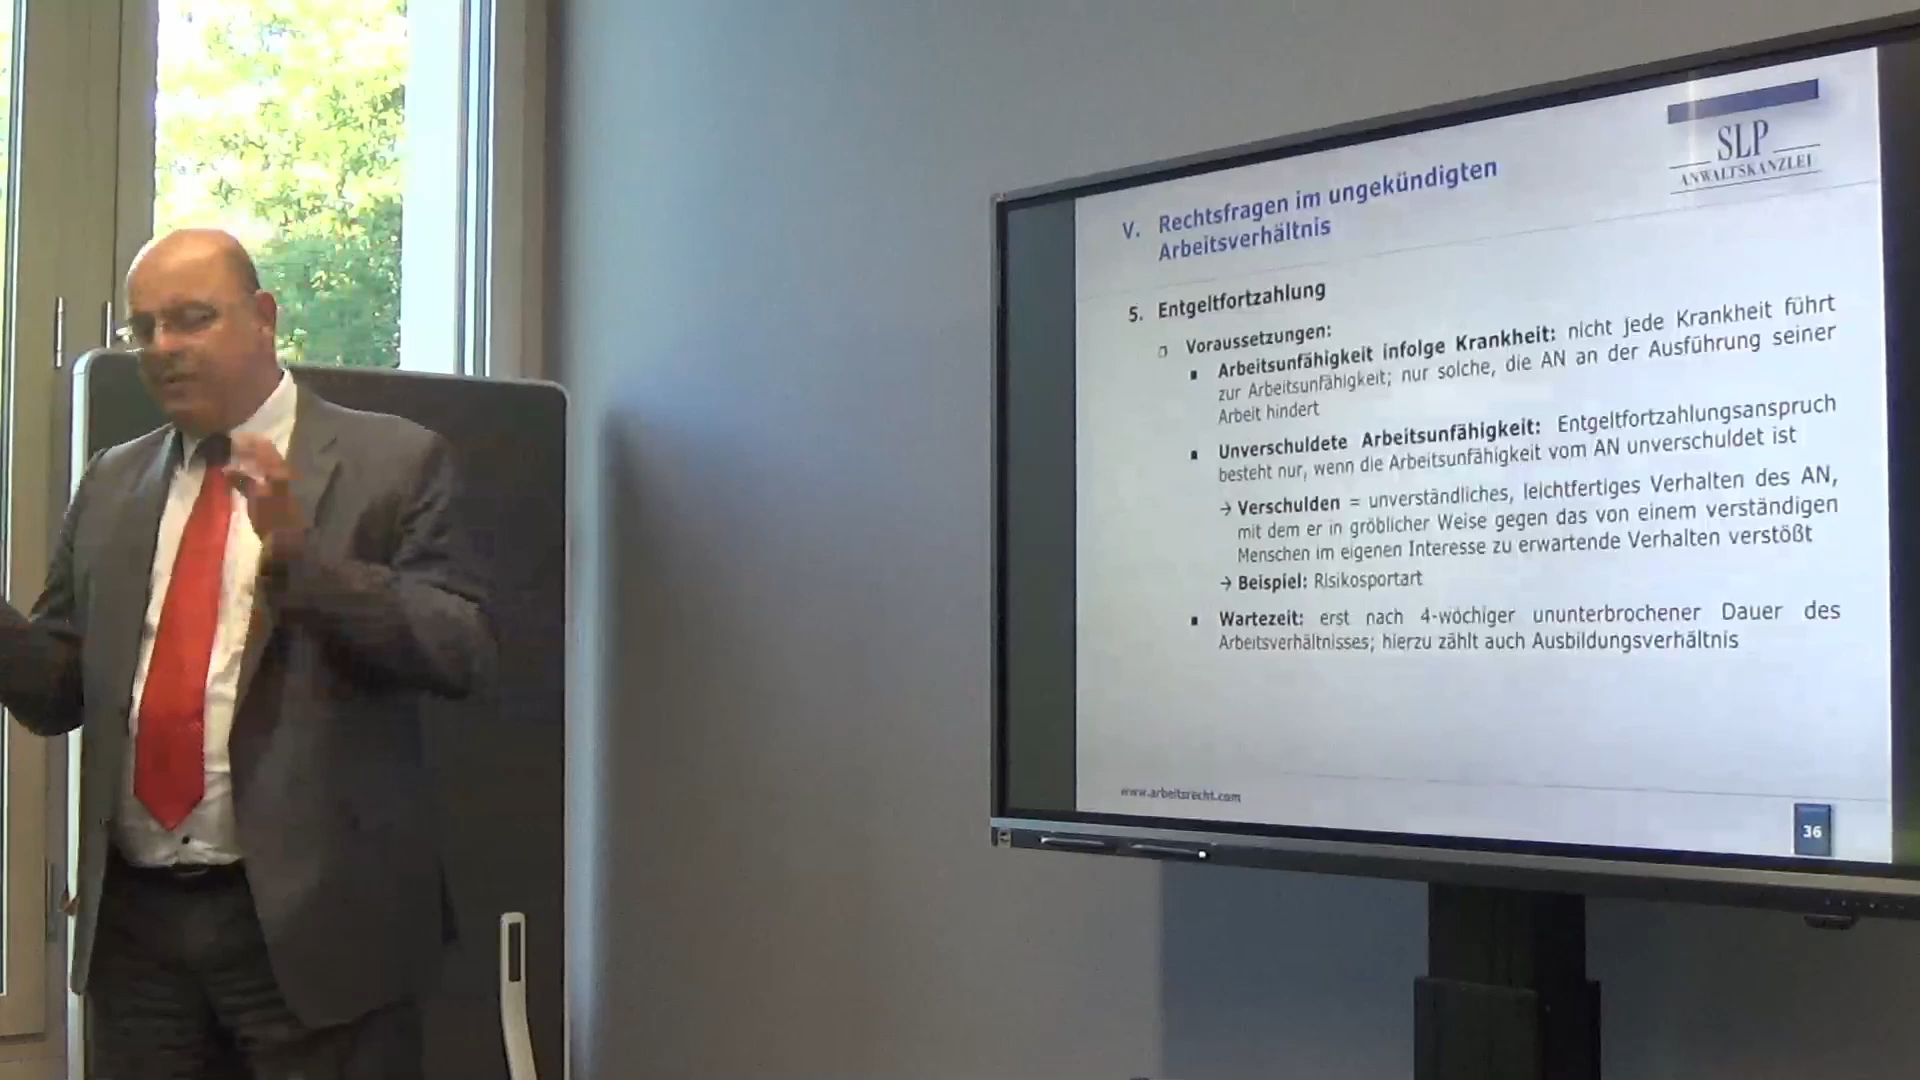 SLP
ANWALTSKANZLEI
V. Rechtsfragen im ungekündigten
Arbeitsverhältnis
5. Entgeltfortzahlung
Voraussetzungen:
Arbeitsunfähigkeit infolge Krankheit: nicht jede Krankheit führt
zur Arbeitsunfähigkeit; nur solche, die AN an der Ausführung seiner
Arbeit hindert
Unverschuldete Arbeitsunfähigkeit: Entgeltfortzahlungsanspruch
besteht nur, wenn die Arbeitsunfähigkeit vom AN unverschuldet ist
→ Verschulden = unverständliches, leichtfertiges Verhalten des AN,
mit dem er in gröblicher Weise gegen das von einem verständigen
Menschen im eigenen Interesse zu erwartende Verhalten verstößt
→ Beispiel: Risikosportart
Wartezeit: erst nach 4-wöchiger ununterbrochener Dauer des
Arbeitsverhältnisses; hierzu zählt auch Ausbildungsverhältnis
www.arbeitsrecht.com
36